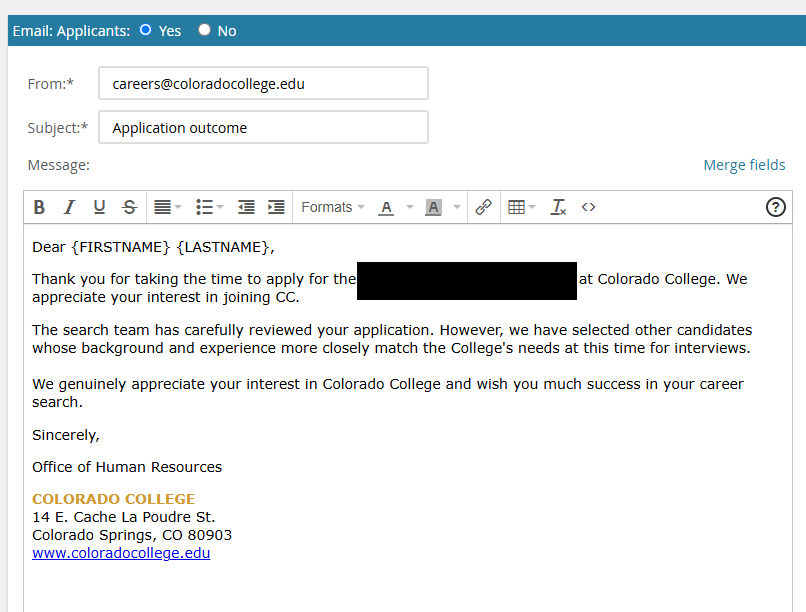 Email: Applicants: Yes No
From:* careers@coloradocollege.edu
Subject:* Application outcome
Message: Merge fields
B I U S Formats A A <> ?
Dear {FIRSTNAME} {LASTNAME},
Thank you for taking the time to apply for the at Colorado College. We
appreciate your interest in joining CC.
The search team has carefully reviewed your application. However, we have selected other candidates
whose background and experience more closely match the College's needs at this time for interviews.
We genuinely appreciate your interest in Colorado College and wish you much success in your career
search.
Sincerely,
Office of Human Resources
COLORADO COLLEGE
14 E. Cache La Poudre St.
Colorado Springs, CO 80903
www.coloradocollege.edu